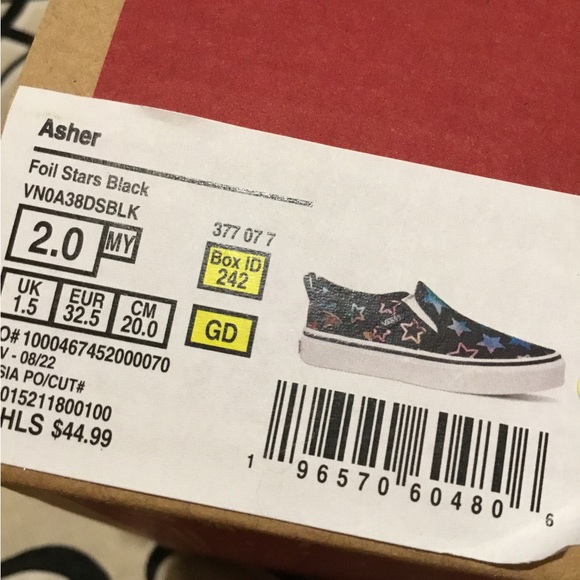 Asher
Foil Stars Black
VN0A38DSBLK
377 07 7
2.0 MY
Box ID
242
UK
1.5
EUR
32.5
CM
20.0
GD
O# 1000467452000070
V - 08/22
SIA PO/CUT#
015211800100
HLS $44.99
1 96570 60480 6